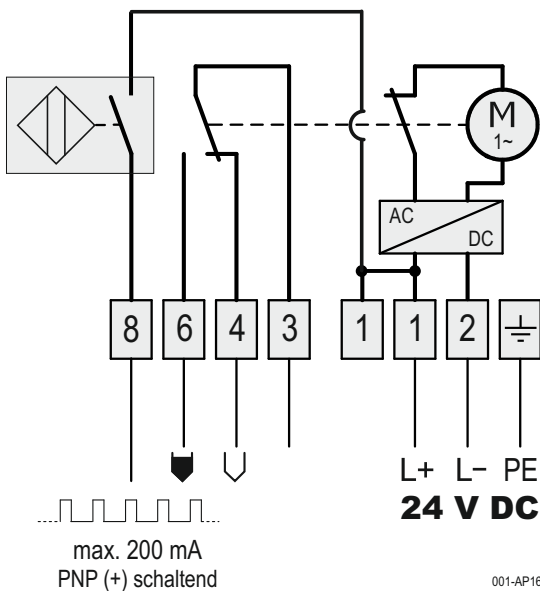 M
1~
AC
DC
8 6 4 3 1 1 2
L+ L− PE
24 V DC
max. 200 mA
PNP (+) schaltend
001-AP16